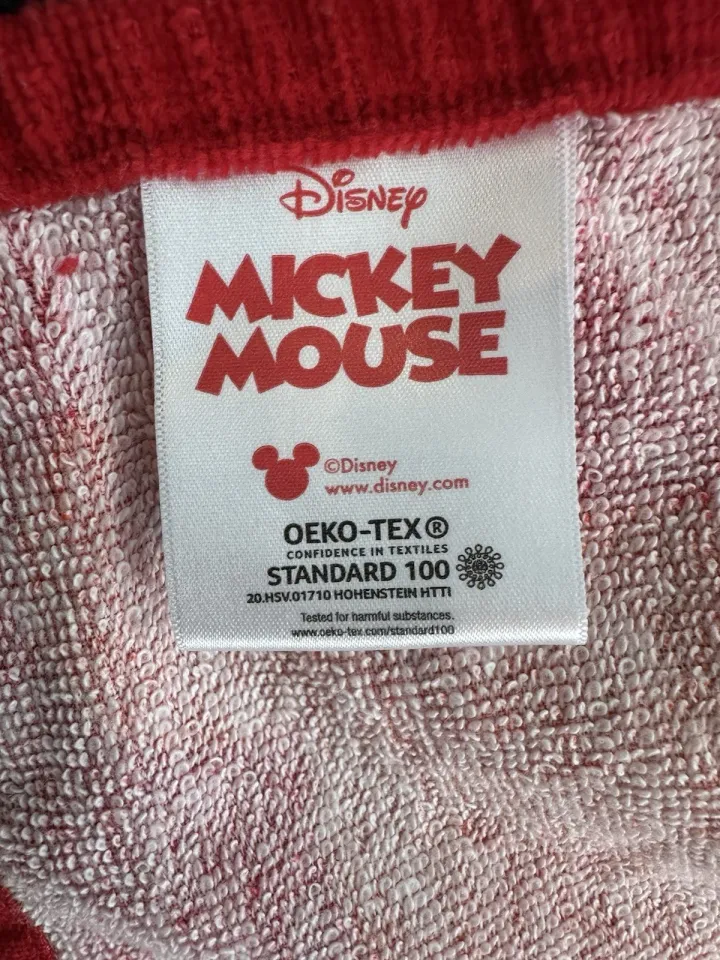 Disney
MICKEY
MOUSE
©Disney
www.disney.com
OEKO-TEX®
CONFIDENCE IN TEXTILES
STANDARD 100
20.HSV.01710 HOHENSTEIN HTTI
Tested for harmful substances.
www.oeko-tex.com/standard100